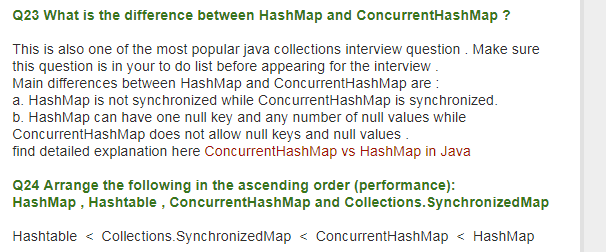 Q23 What is the difference between HashMap and ConcurrentHashMap ?
This is also one of the most popular java collections interview question . Make sure
this question is in your to do list before appearing for the interview .
Main differences between HashMap and ConcurrentHashMap are :
a. HashMap is not synchronized while ConcurrentHashMap is synchronized.
b. HashMap can have one null key and any number of null values while
ConcurrentHashMap does not allow null keys and null values .
find detailed explanation here ConcurrentHashMap vs HashMap in Java
Q24 Arrange the following in the ascending order (performance):
HashMap , Hashtable , ConcurrentHashMap and Collections.SynchronizedMap
Hashtable < Collections.SynchronizedMap < ConcurrentHashMap < HashMap